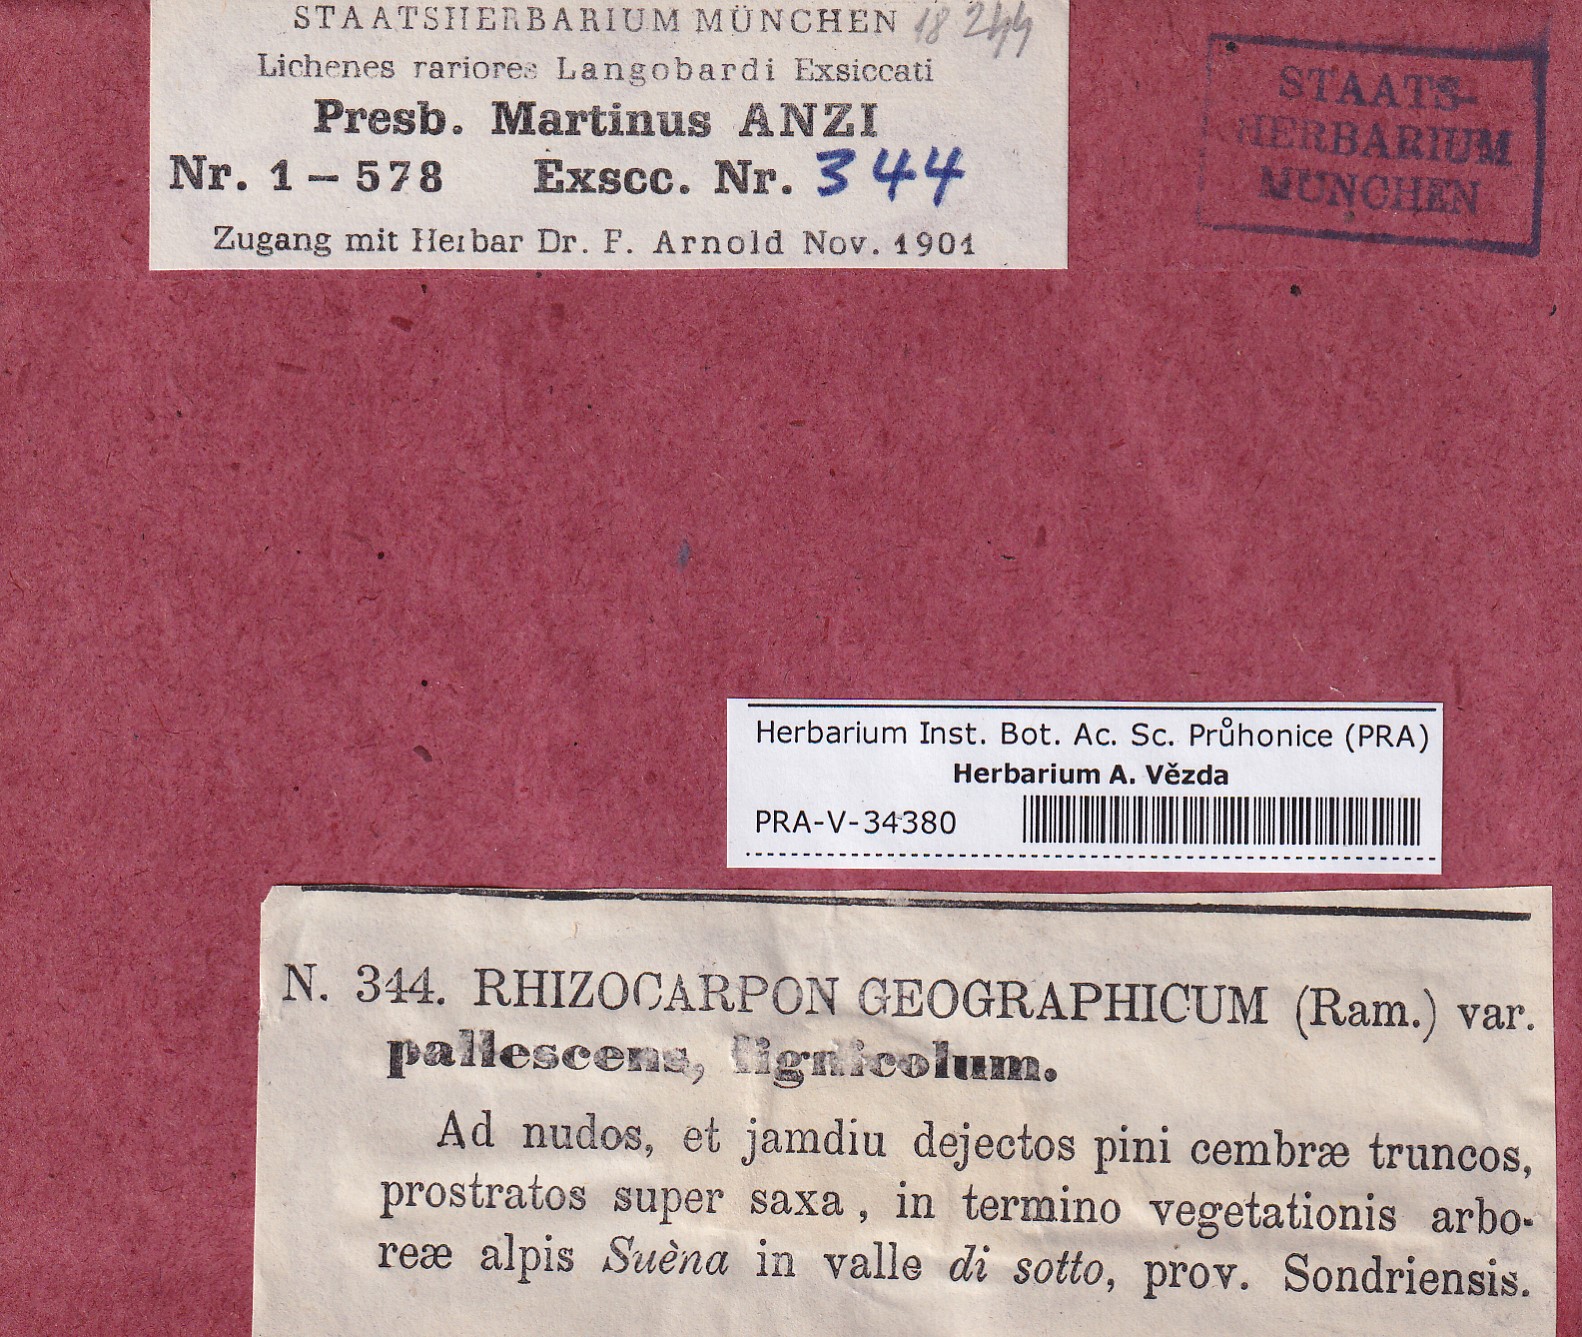 STAATSHERBARIUM MÜNCHEN 18244
Lichenes rariores Langobardi Exsiccati
Presb. Martinus ANZI
Nr. 1 – 578 Exscc. Nr. 344
Zugang mit Herbar Dr. F. Arnold Nov. 1901
STAATS-
HERBARIUM
MÜNCHEN
Herbarium Inst. Bot. Ac. Sc. Průhonice (PRA)
Herbarium A. Vězda
PRA-V-34380
N. 344. RHIZOCARPON GEOGRAPHICUM (Ram.) var.
pallescens, lignicolum.
Ad nudos, et jamdiu dejectos pini cembræ truncos,
prostratos super saxa, in termino vegetationis arbo-
reæ alpis Suèna in valle di sotto, prov. Sondriensis.